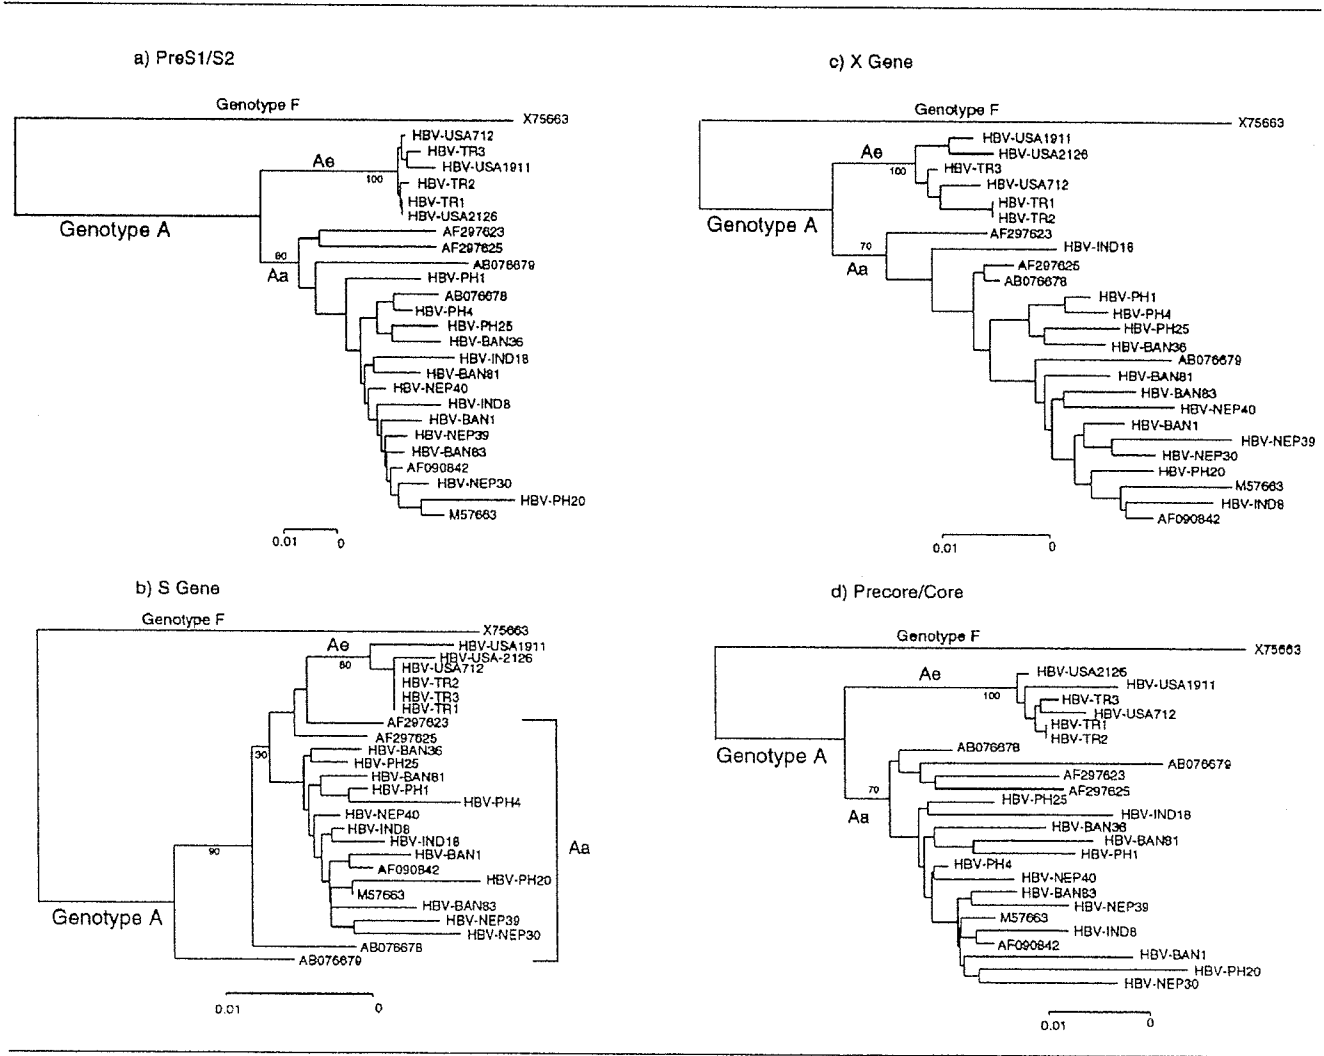 a) PreS1/S2
Genotype F
X75663
HBV-USA712
HBV-TR3
Ae
HBV-USA1911
100
HBV-TR2
HBV-TR1
HBV-USA2126
Genotype A
AF297623
AF297625
80
AB076679
Aa
HBV-PH1
AB076678
HBV-PH4
HBV-PH25
HBV-BAN36
HBV-IND18
HBV-BAN81
HBV-NEP40
HBV-IND8
HBV-BAN1
HBV-NEP39
HBV-BAN83
AF090842
HBV-NEP30
HBV-PH20
M57663
0.01 0
b) S Gene
Genotype F
X75663
Ae
HBV-USA1911
80
HBV-USA-2126
HBV-USA712
HBV-TR2
HBV-TR3
HBV-TR1
AF297623
AF297625
30
HBV-BAN36
HBV-PH25
HBV-BAN81
HBV-PH1
HBV-PH4
HBV-NEP40
HBV-IND8
HBV-IND18
Aa
90
HBV-BAN1
AF090842
HBV-PH20
M57663
HBV-BAN83
Genotype A
HBV-NEP39
HBV-NEP30
AB076678
AB076679
0.01 0
c) X Gene
Genotype F
X75663
HBV-USA1911
Ae
HBV-USA2126
100
HBV-TR3
HBV-USA712
HBV-TR1
HBV-TR2
Genotype A
AF297623
70
HBV-IND18
Aa
AF297625
AB076678
HBV-PH1
HBV-PH4
HBV-PH25
HBV-BAN36
AB076679
HBV-BAN81
HBV-BAN83
HBV-NEP40
HBV-BAN1
HBV-NEP39
HBV-NEP30
HBV-PH20
M57663
HBV-IND8
AF090842
0.01 0
d) Precore/Core
Genotype F
X75663
Ae
HBV-USA2126
HBV-USA1911
100
HBV-TR3
HBV-USA712
HBV-TR1
HBV-TR2
Genotype A
AB076678
AB076679
AF297623
70
AF297625
HBV-PH25
Aa
HBV-IND18
HBV-BAN36
HBV-BAN81
HBV-PH1
HBV-PH4
HBV-NEP40
HBV-BAN83
HBV-NEP39
M57663
HBV-IND8
AF090842
HBV-BAN1
HBV-PH20
HBV-NEP30
0.01 0